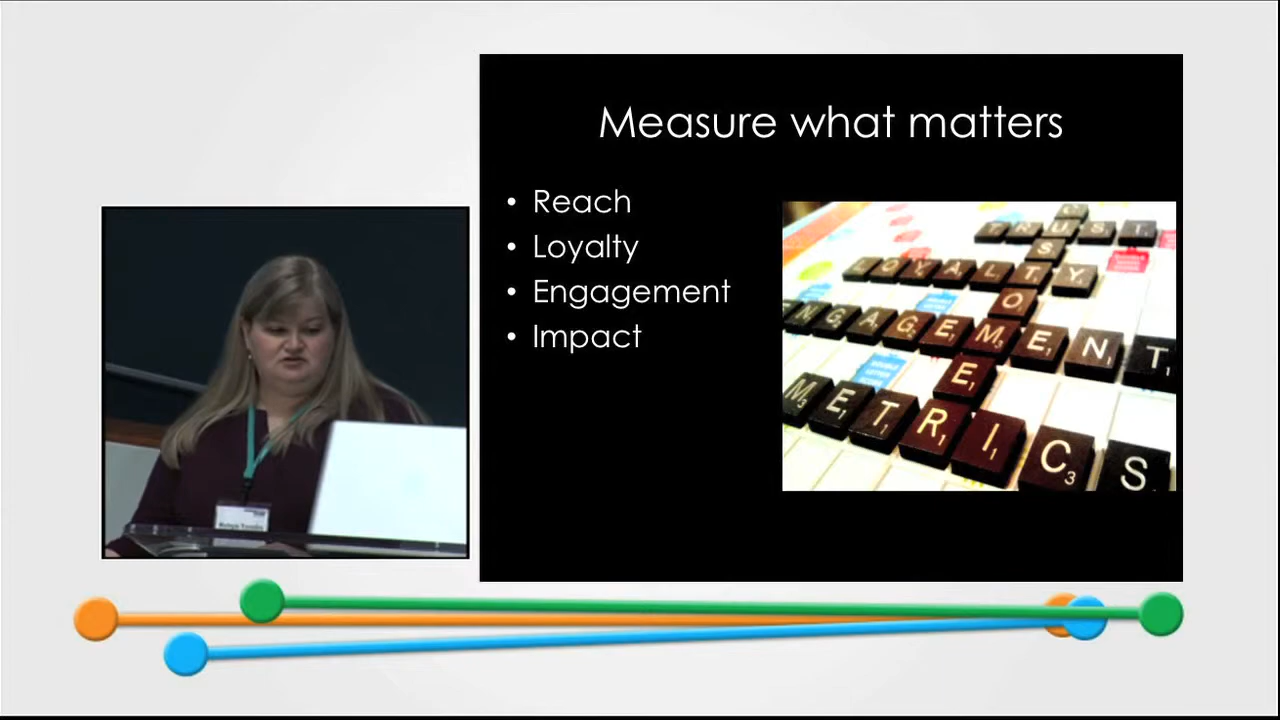 Measure what matters
• Reach
• Loyalty
• Engagement
• Impact
TRUST
LOYALTY
ENGAGEMENT
METRICS